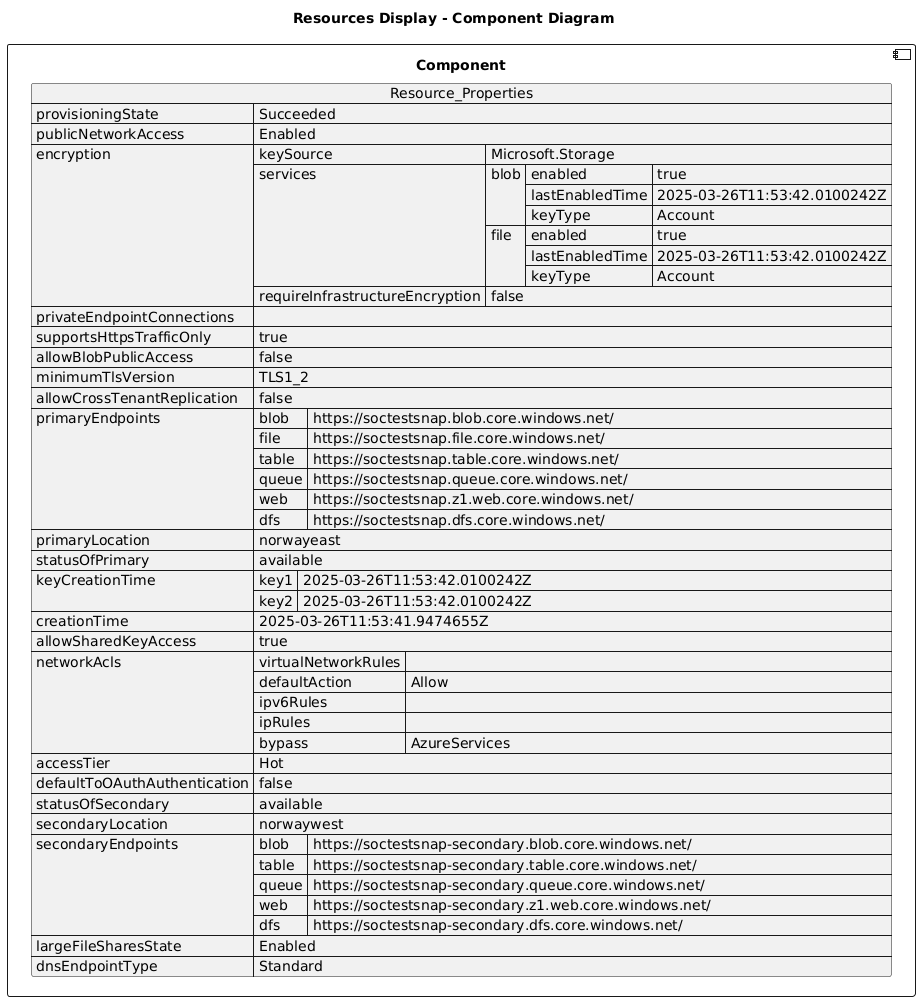 Resources Display - Component Diagram
Component
Resource_Properties
provisioningState Succeeded
publicNetworkAccess Enabled
encryption keySource Microsoft.Storage
services blob enabled true
lastEnabledTime 2025-03-26T11:53:42.0100242Z
keyType Account
file enabled true
lastEnabledTime 2025-03-26T11:53:42.0100242Z
keyType Account
requireInfrastructureEncryption false
privateEndpointConnections
supportsHttpsTrafficOnly true
allowBlobPublicAccess false
minimumTlsVersion TLS1_2
allowCrossTenantReplication false
primaryEndpoints blob https://soctestsnap.blob.core.windows.net/
file https://soctestsnap.file.core.windows.net/
table https://soctestsnap.table.core.windows.net/
queue https://soctestsnap.queue.core.windows.net/
web https://soctestsnap.z1.web.core.windows.net/
dfs https://soctestsnap.dfs.core.windows.net/
primaryLocation norwayeast
statusOfPrimary available
keyCreationTime key1 2025-03-26T11:53:42.0100242Z
key2 2025-03-26T11:53:42.0100242Z
creationTime 2025-03-26T11:53:41.9474655Z
allowSharedKeyAccess true
networkAcls virtualNetworkRules
defaultAction Allow
ipv6Rules
ipRules
bypass AzureServices
accessTier Hot
defaultToOAuthAuthentication false
statusOfSecondary available
secondaryLocation norwaywest
secondaryEndpoints blob https://soctestsnap-secondary.blob.core.windows.net/
table https://soctestsnap-secondary.table.core.windows.net/
queue https://soctestsnap-secondary.queue.core.windows.net/
web https://soctestsnap-secondary.z1.web.core.windows.net/
dfs https://soctestsnap-secondary.dfs.core.windows.net/
largeFileSharesState Enabled
dnsEndpointType Standard